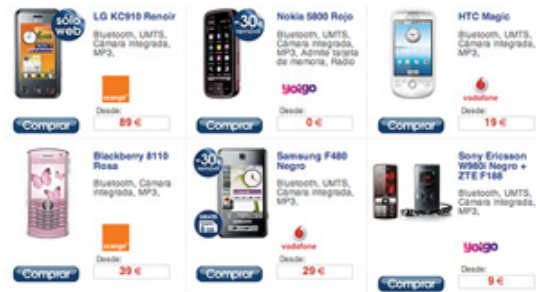 sólo
web
LG KC910 Renoir
Bluetooth, UMTS,
Cámara integrada,
MP3,
orange
Desde:
Comprar
89 €
-30€
Nokia 5800 Rojo
Bluetooth, UMTS,
Cámara integrada,
MP3, Admite tarjeta
de memoria, Radio
yoigo
Desde:
Comprar
0 €
HTC Magic
Bluetooth, UMTS,
Cámara integrada,
MP3,
vodafone
Desde:
Comprar
19 €
Blackberry 8110
Rosa
Bluetooth, Cámara
integrada, MP3,
orange
Desde:
Comprar
39 €
-30€
Samsung F480
Negro
Bluetooth, UMTS,
Cámara integrada,
MP3,
vodafone
Desde:
Comprar
29 €
Sony Ericsson
W980i Negro +
ZTE F188
Bluetooth, UMTS,
Cámara integrada,
MP3,
yoigo
Desde:
Comprar
9 €